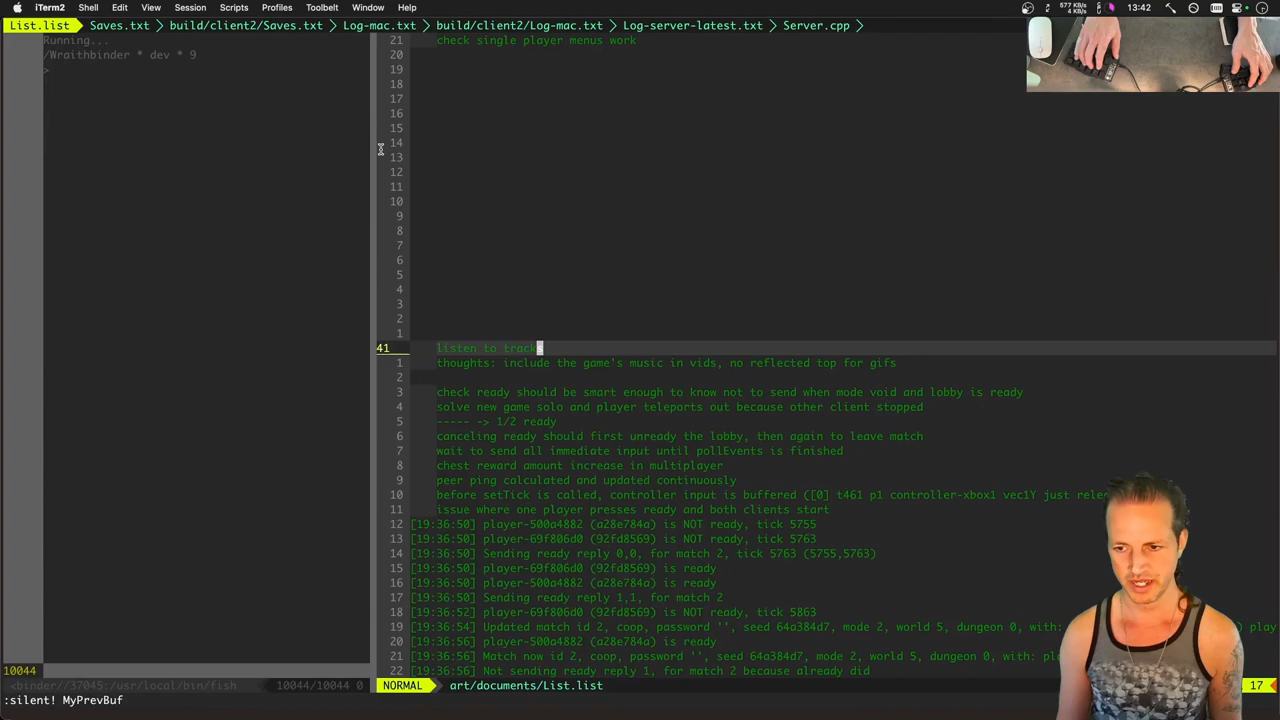 iTerm2 Shell Edit View Session Scripts Profiles Toolbelt Window Help 577 KB/s 4 KB/s 13:42
List.list Saves.txt build/client2/Saves.txt Log-mac.txt build/client2/Log-mac.txt Log-server-latest.txt Server.cpp
Running...
/Wraithbinder * dev * 9
>
21 check single player menus work
20
19
18
17
16
15
14
13
12
11
10
9
8
7
6
5
4
3
2
1
41 listen to tracks
1 thoughts: include the game's music in vids, no reflected top for gifs
2
3 check ready should be smart enough to know not to send when mode void and lobby is ready
4 solve new game solo and player teleports out because other client stopped
5 ----- -> 1/2 ready
6 canceling ready should first unready the lobby, then again to leave match
7 wait to send all immediate input until pollEvents is finished
8 chest reward amount increase in multiplayer
9 peer ping calculated and updated continuously
10 before setTick is called, controller input is buffered ([0] t461 p1 controller-xbox1 vec1Y just rele
11 issue where one player presses ready and both clients start
12 [19:36:50] player-500a4882 (a28e784a) is NOT ready, tick 5755
13 [19:36:50] player-69f806d0 (92fd8569) is NOT ready, tick 5763
14 [19:36:50] Sending ready reply 0,0, for match 2, tick 5763 (5755,5763)
15 [19:36:50] player-69f806d0 (92fd8569) is ready
16 [19:36:50] player-500a4882 (a28e784a) is ready
17 [19:36:50] Sending ready reply 1,1, for match 2
18 [19:36:52] player-69f806d0 (92fd8569) is NOT ready, tick 5863
19 [19:36:54] Updated match id 2, coop, password '', seed 64a384d7, mode 2, world 5, dungeon 0, with: play
20 [19:36:56] player-500a4882 (a28e784a) is ready
21 [19:36:56] Match now id 2, coop, password '', seed 64a384d7, mode 2, world 5, dungeon 0, with: pl
22 [19:36:56] Not sending ready reply 1, for match 2 because already did
10044
<binder//37045:/usr/local/bin/fish 10044/10044 0 NORMAL art/documents/List.list 17
:silent! MyPrevBuf